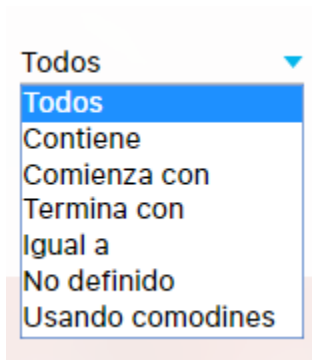 Todos
Todos
Contiene
Comienza con
Termina con
Igual a
No definido
Usando comodines